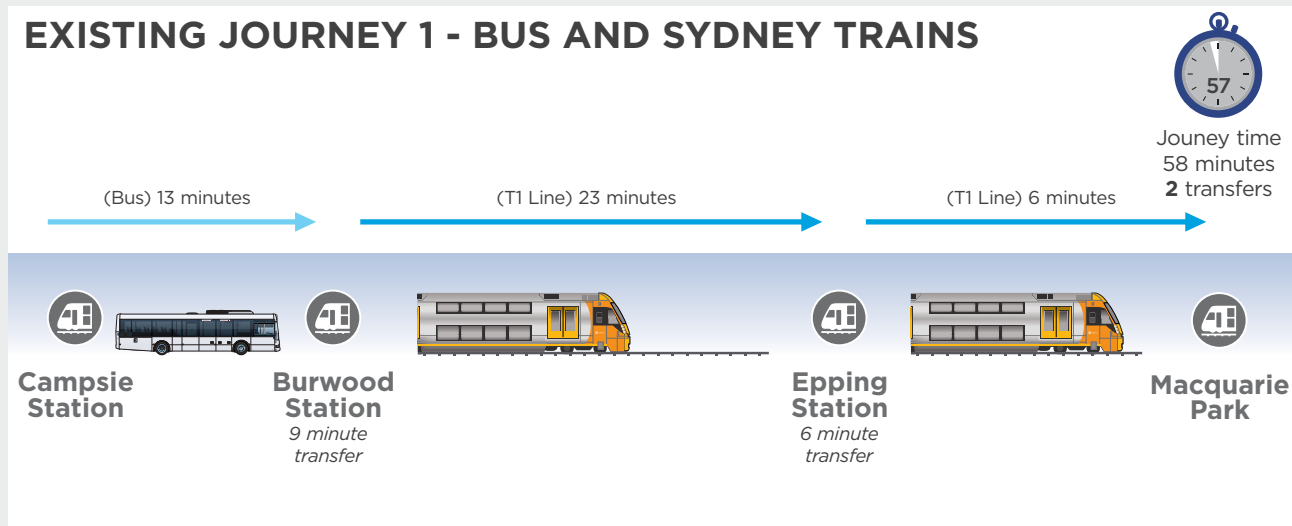 EXISTING JOURNEY 1 - BUS AND SYDNEY TRAINS
57
Jouney time
58 minutes
2 transfers
(Bus) 13 minutes
(T1 Line) 23 minutes
(T1 Line) 6 minutes
Campsie
Station
Burwood
Station
9 minute
transfer
Epping
Station
6 minute
transfer
Macquarie
Park